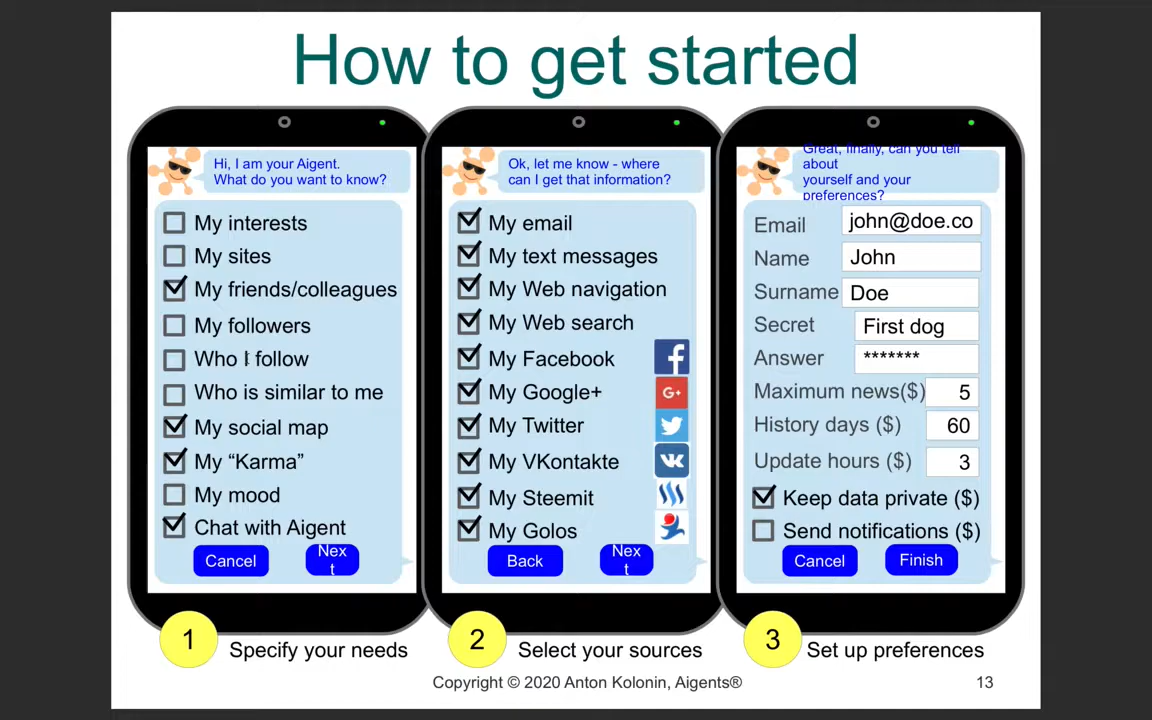 How to get started
Hi, I am your Aigent.
What do you want to know?
My interests
My sites
My friends/colleagues
My followers
Who I follow
Who is similar to me
My social map
My “Karma”
My mood
Chat with Aigent
Cancel
Nex
t
1
Specify your needs
Ok, let me know - where
can I get that information?
My email
My text messages
My Web navigation
My Web search
My Facebook
My Google+
G+
My Twitter
My VKontakte
My Steemit
My Golos
Back
Nex
t
2
Select your sources
Great, finally, can you tell
about
yourself and your
preferences?
Email john@doe.co
Name John
Surname Doe
Secret First dog
Answer *******
Maximum news($) 5
History days ($) 60
Update hours ($) 3
Keep data private ($)
Send notifications ($)
Cancel
Finish
3
Set up preferences
Copyright © 2020 Anton Kolonin, Aigents®
13